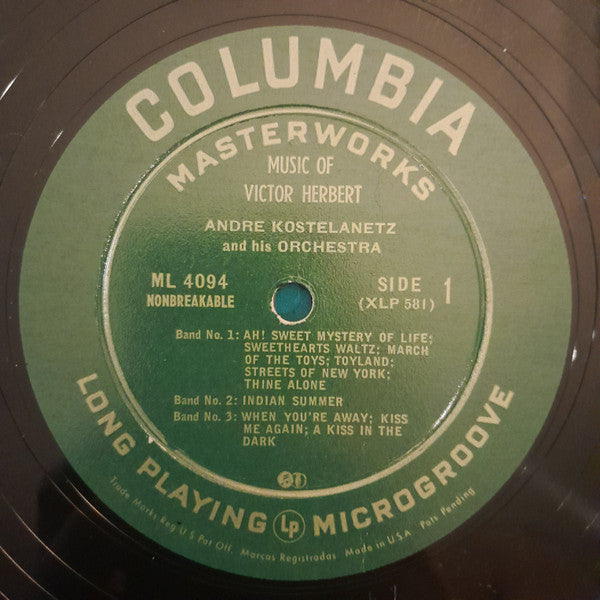 COLUMBIA
MASTERWORKS
MUSIC OF
VICTOR HERBERT
ANDRE KOSTELANETZ
and his ORCHESTRA
ML 4094
NONBREAKABLE
SIDE 1
(XLP 581)
Band No. 1: AH! SWEET MYSTERY OF LIFE;
SWEETHEARTS WALTZ; MARCH
OF THE TOYS; TOYLAND;
STREETS OF NEW YORK;
THINE ALONE
Band No. 2: INDIAN SUMMER
Band No. 3: WHEN YOU'RE AWAY; KISS
ME AGAIN; A KISS IN THE
DARK
LONG PLAYING LP MICROGROOVE
Trade Marks Reg U S Pat Off. Marcas Registradas Made in U.S.A. Pats Pending